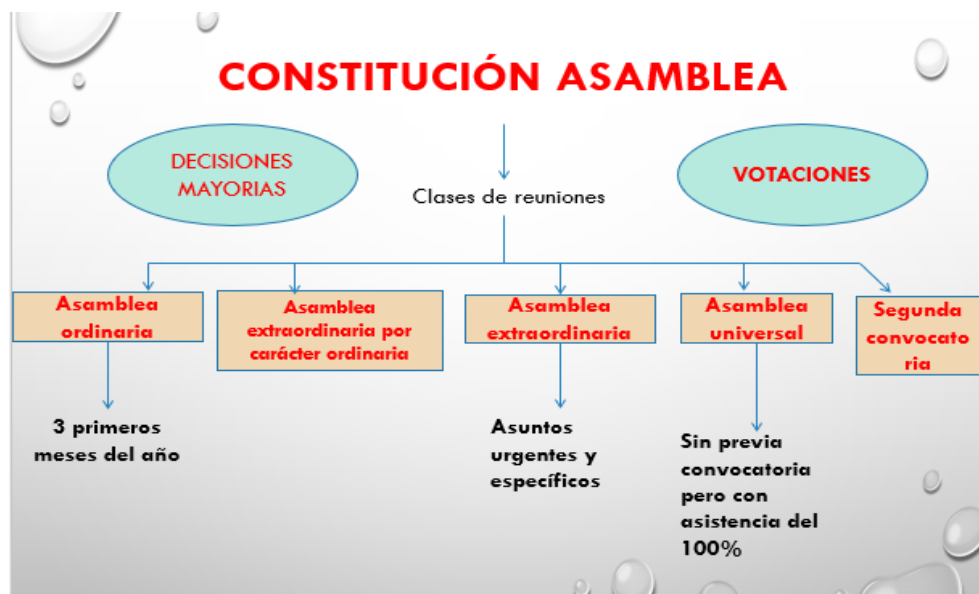 CONSTITUCIÓN ASAMBLEA
DECISIONES
MAYORIAS
VOTACIONES
Clases de reuniones
Asamblea
ordinaria
Asamblea
extraordinaria por
carácter ordinaria
Asamblea
extraordinaria
Asamblea
universal
Segunda
convocato
ria
3 primeros
meses del año
Asuntos
urgentes y
específicos
Sin previa
convocatoria
pero con
asistencia del
100%